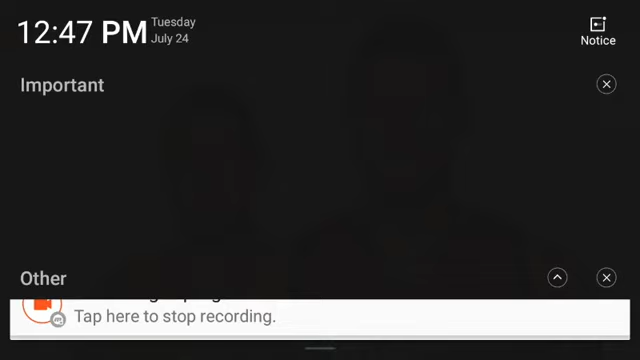 12:47 PM
Tuesday
July 24
Notice
Important
Other
Tap here to stop recording.